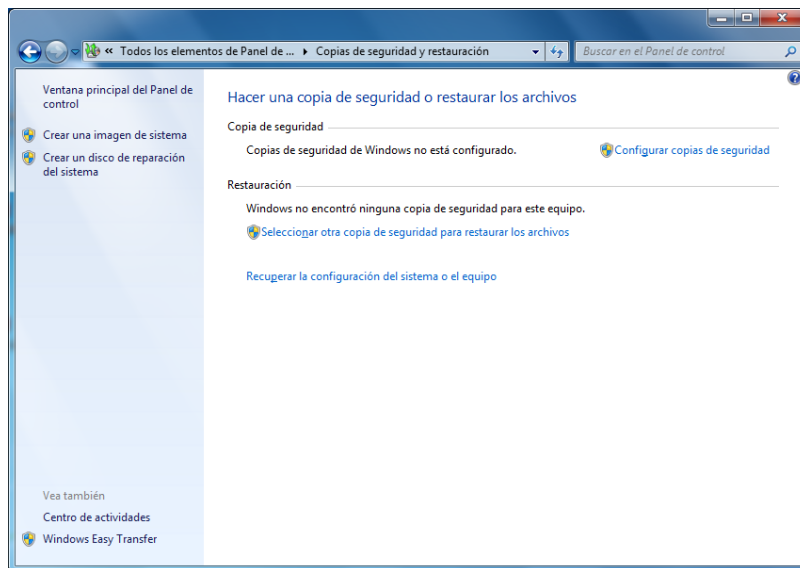 « Todos los elementos de Panel de ... ▸ Copias de seguridad y restauración
Buscar en el Panel de control
Ventana principal del Panel de
control
Crear una imagen de sistema
Crear un disco de reparación
del sistema
Hacer una copia de seguridad o restaurar los archivos
Copia de seguridad
Copias de seguridad de Windows no está configurado.
Configurar copias de seguridad
Restauración
Windows no encontró ninguna copia de seguridad para este equipo.
Seleccionar otra copia de seguridad para restaurar los archivos
Recuperar la configuración del sistema o el equipo
Vea también
Centro de actividades
Windows Easy Transfer